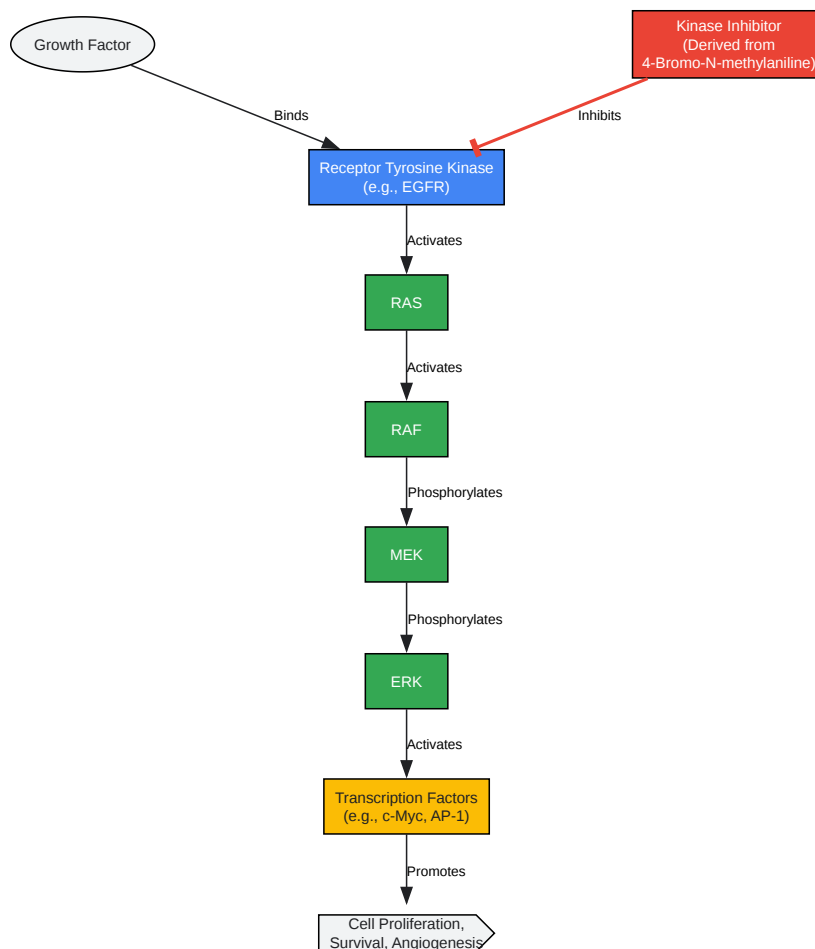 Growth Factor
Kinase Inhibitor
(Derived from
4-Bromo-N-methylaniline)
Binds
Inhibits
Receptor Tyrosine Kinase
(e.g., EGFR)
Activates
RAS
Activates
RAF
Phosphorylates
MEK
Phosphorylates
ERK
Activates
Transcription Factors
(e.g., c-Myc, AP-1)
Promotes
Cell Proliferation,
Survival, Angiogenesis